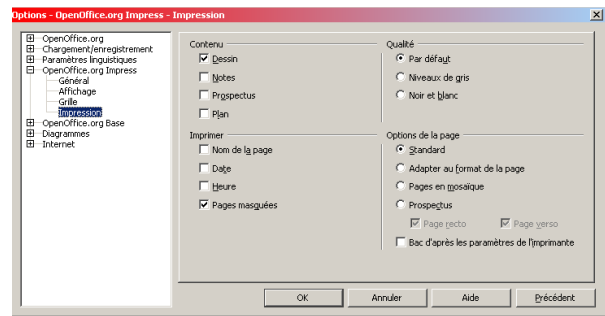 Options - OpenOffice.org Impress - Impression
OpenOffice.org
Chargement/enregistrement
Paramètres linguistiques
OpenOffice.org Impress
Général
Affichage
Grille
Impression
OpenOffice.org Base
Diagrammes
Internet
Contenu
Dessin
Notes
Prospectus
Plan
Qualité
Par défaut
Niveaux de gris
Noir et blanc
Imprimer
Nom de la page
Date
Heure
Pages masquées
Options de la page
Standard
Adapter au format de la page
Pages en mosaïque
Prospectus
Page recto Page verso
Bac d'après les paramètres de l'imprimante
OK Annuler Aide Précédent